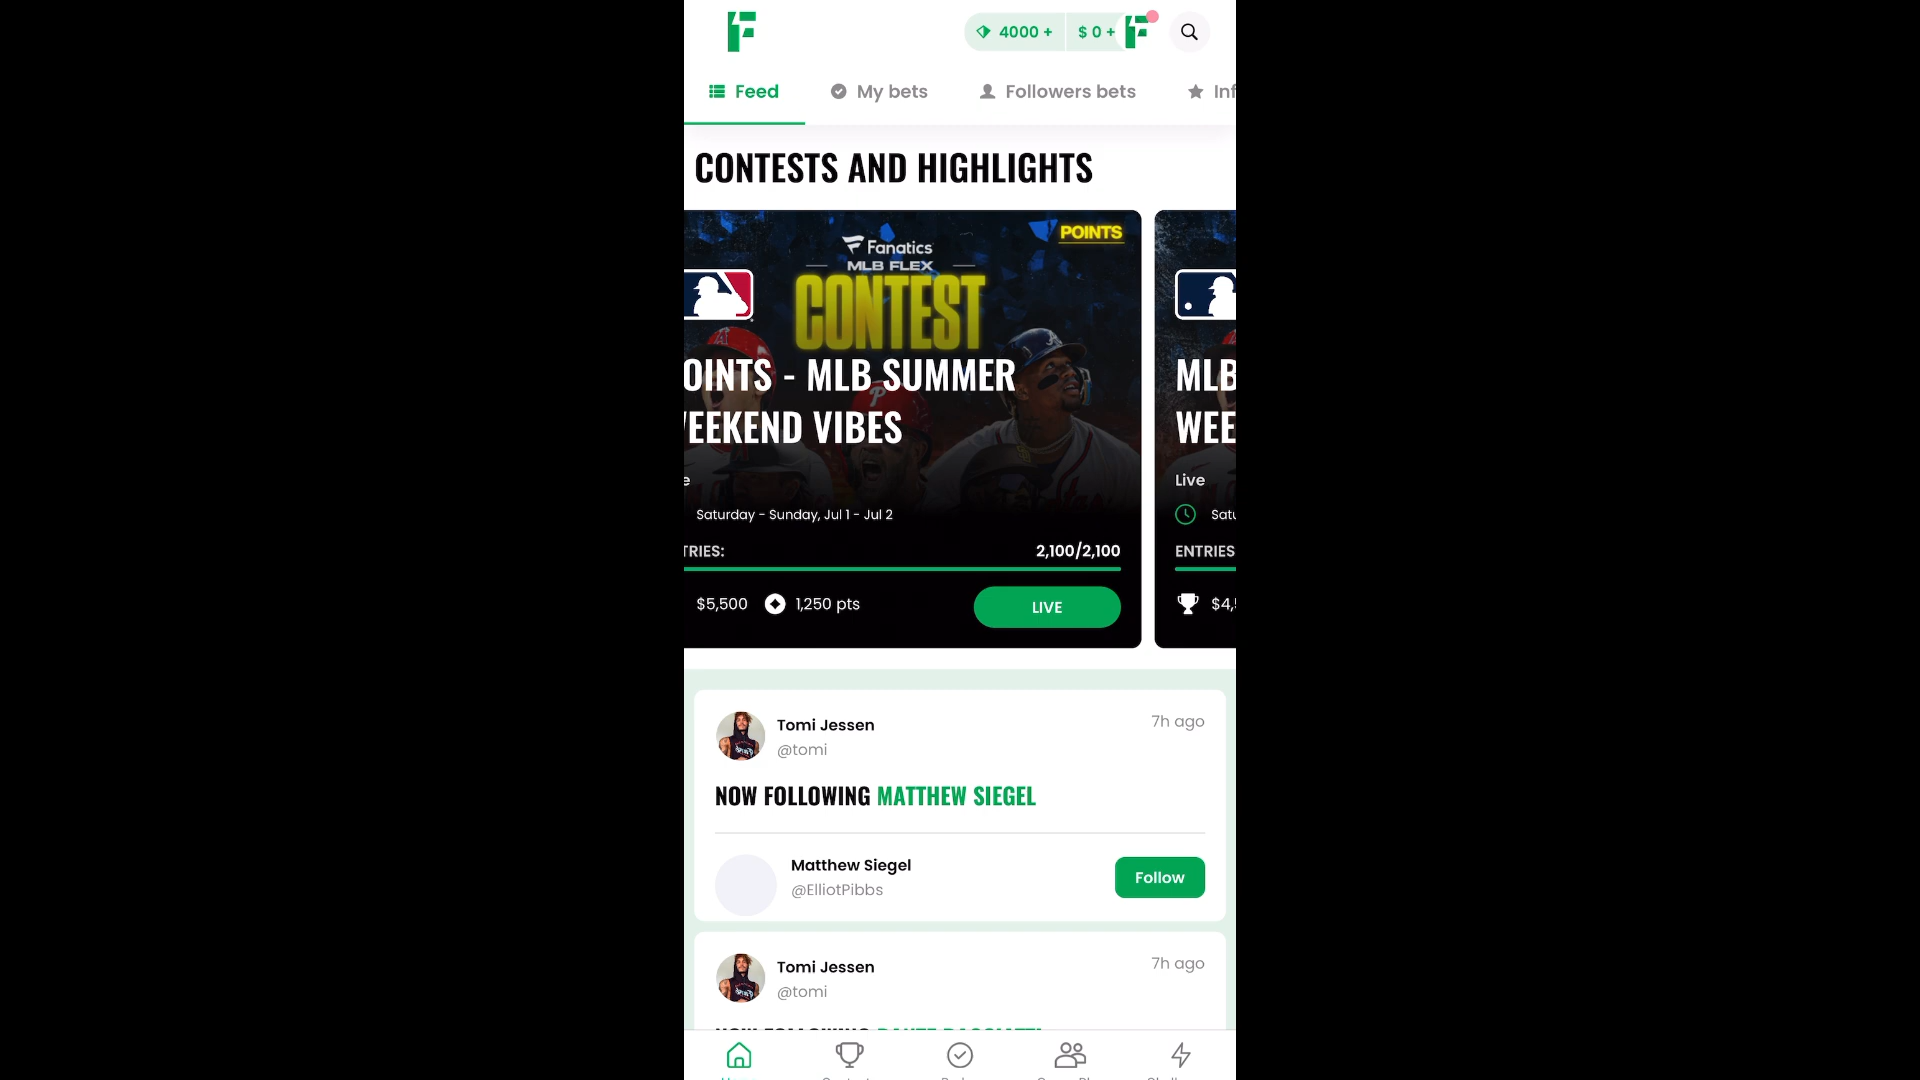 4000 +
$ 0 +
Feed
My bets
Followers bets
Inf
CONTESTS AND HIGHLIGHTS
POINTS
Fanatics
MLB FLEX
CONTEST
OINTS - MLB SUMMER
WEEKEND VIBES
e
Saturday - Sunday, Jul 1 - Jul 2
TRIES:
2,100/2,100
$5,500
1,250 pts
LIVE
MLB
WEE
Live
Satu
ENTRIES
$4,5
Tomi Jessen
7h ago
@tomi
NOW FOLLOWING MATTHEW SIEGEL
Matthew Siegel
@ElliotPibbs
Follow
Tomi Jessen
7h ago
@tomi